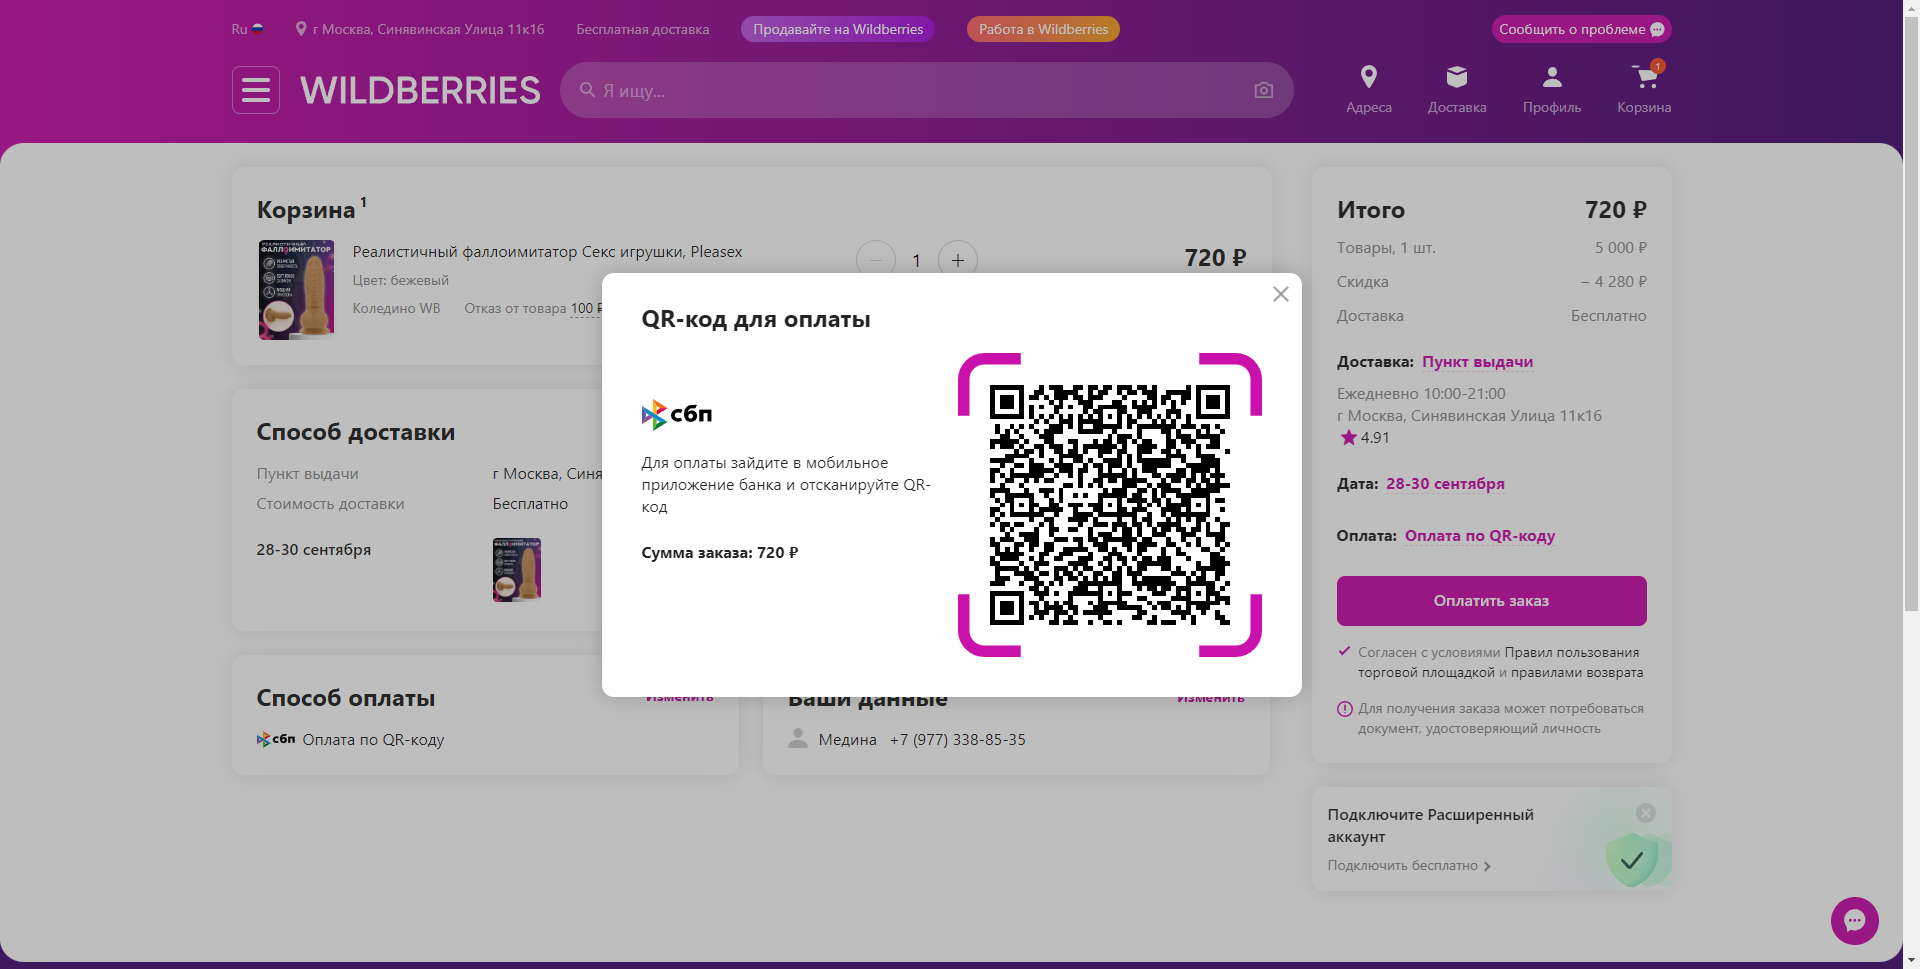 Ru
г Москва, Синявинская Улица 11к16
Бесплатная доставка
Продавайте на Wildberries
Работа в Wildberries
Сообщить о проблеме
WILDBERRIES
Я ищу...
Адреса
Доставка
Профиль
1
Корзина
Корзина 1
ФАЛЛОИМИТАТОР
Реалистичный фаллоимитатор Секс игрушки, Pleasex
Цвет: бежевый
Коледино WB
Отказ от товара 100 ₽
− 1 +
720 ₽
Способ доставки
Пункт выдачи
г Москва, Синя
Стоимость доставки
Бесплатно
28-30 сентября
ФАЛЛОИМИТАТОР
QR-код для оплаты
сбп
Для оплаты зайдите в мобильное
приложение банка и отсканируйте QR-
код
Сумма заказа: 720 ₽
Способ оплаты
Изменить
сбп Оплата по QR-коду
Ваши данные
Изменить
Медина +7 (977) 338-85-35
Итого
720 ₽
Товары, 1 шт.
5 000 ₽
Скидка
− 4 280 ₽
Доставка
Бесплатно
Доставка: Пункт выдачи
Ежедневно 10:00-21:00
г Москва, Синявинская Улица 11к16
4.91
Дата: 28-30 сентября
Оплата: Оплата по QR-коду
Оплатить заказ
Согласен с условиями Правил пользования
торговой площадкой и правилами возврата
Для получения заказа может потребоваться
документ, удостоверяющий личность
Подключите Расширенный
аккаунт
Подключить бесплатно